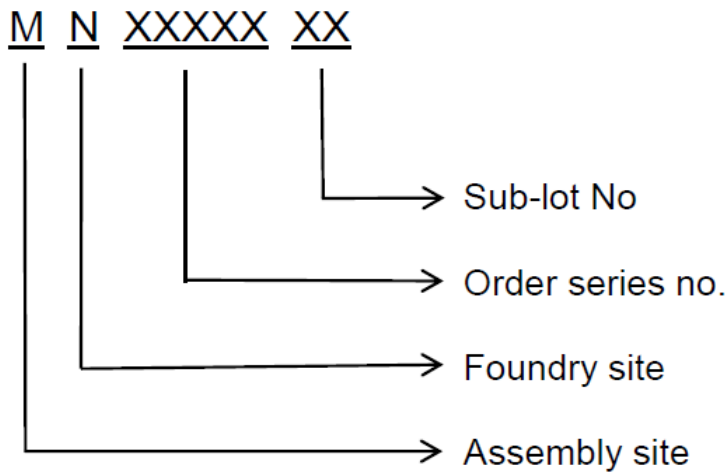 M N XXXXX XX
Sub-lot No
Order series no.
Foundry site
Assembly site